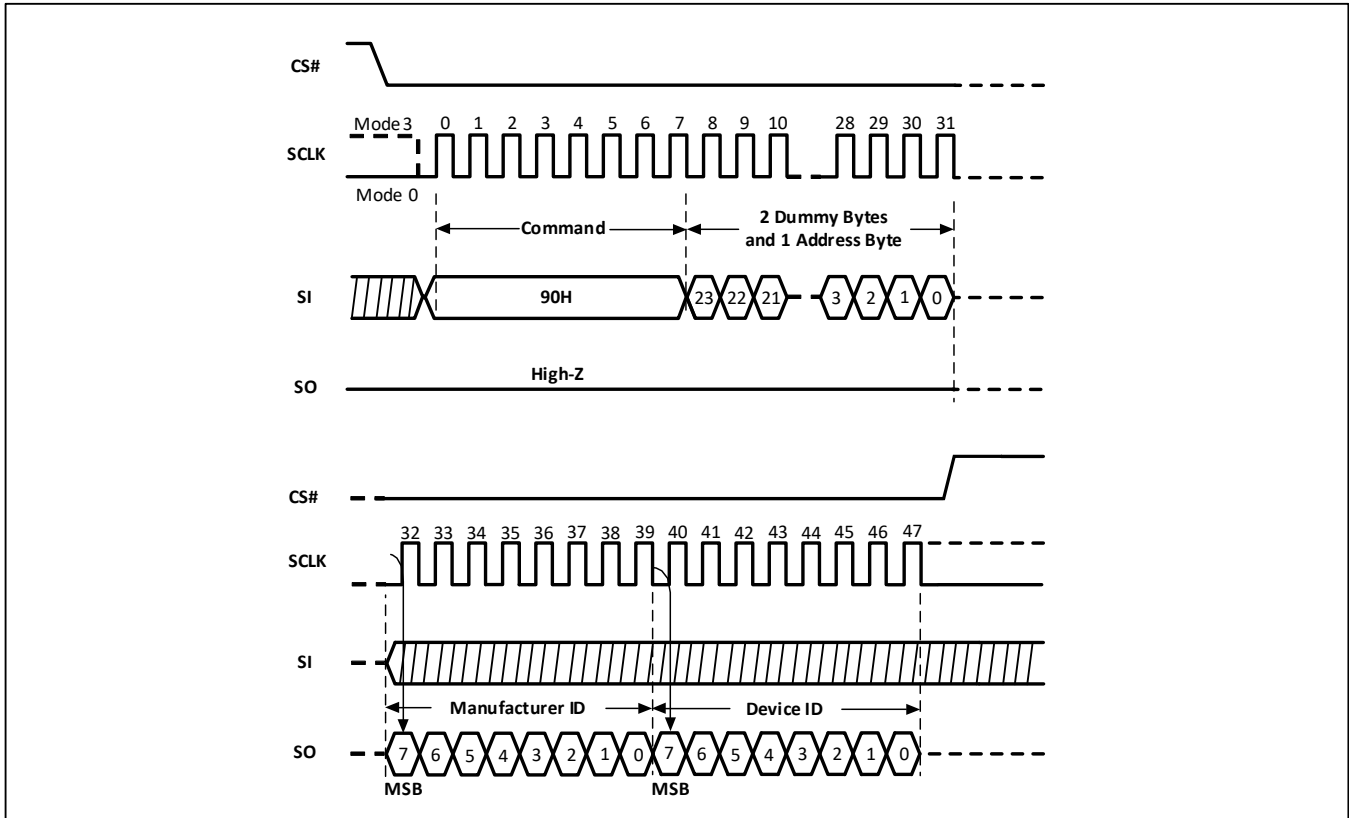 CS#
Mode 3 0 1 2 3 4 5 6 7 8 9 10 28 29 30 31
SCLK
Mode 0
Command
2 Dummy Bytes
and 1 Address Byte
SI 90H 23 22 21 3 2 1 0
High-Z
SO
CS#
32 33 34 35 36 37 38 39 40 41 42 43 44 45 46 47
SCLK
SI
Manufacturer ID Device ID
SO 7 6 5 4 3 2 1 0 7 6 5 4 3 2 1 0
MSB MSB